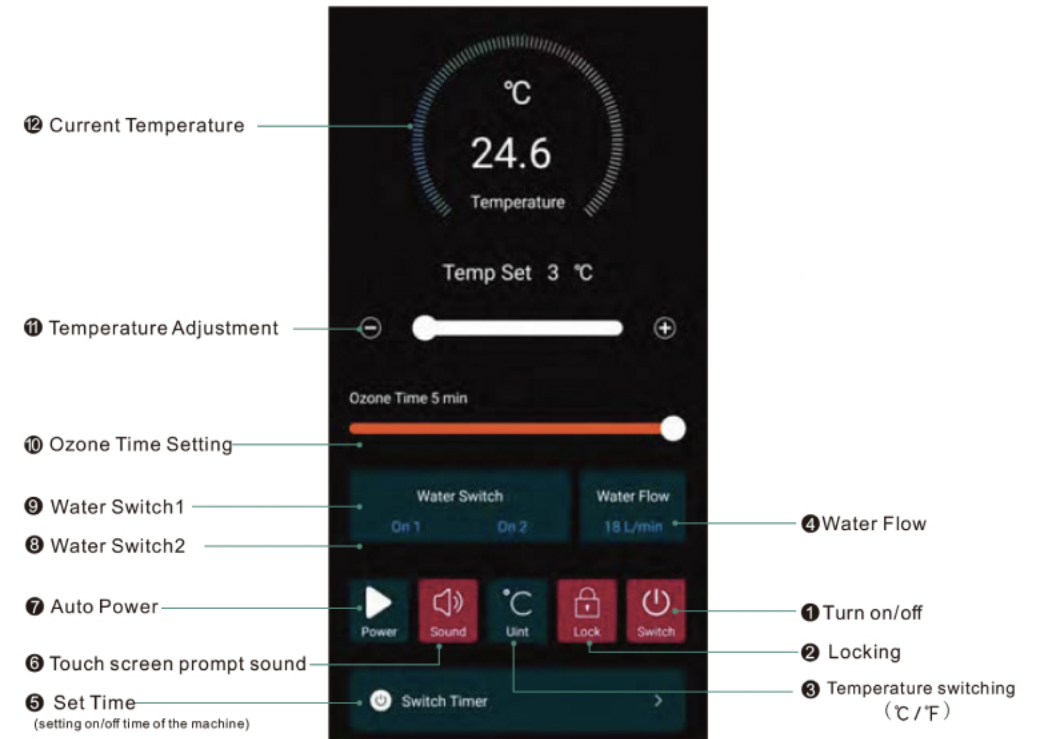 ℃
24.6
Temperature
⓬ Current Temperature
Temp Set 3 ℃
⓫ Temperature Adjustment
Ozone Time 5 min
❿ Ozone Time Setting
Water Switch
Water Flow
On 1 On 2
18 L/min
❾ Water Switch1
❽ Water Switch2
❹Water Flow
❼ Auto Power
Power
Sound
°C
Uint
Lock
Switch
❶Turn on/off
❷ Locking
❻ Touch screen prompt sound
❸ Temperature switching
(℃/℉)
❺ Set Time
(setting on/off time of the machine)
Switch Timer